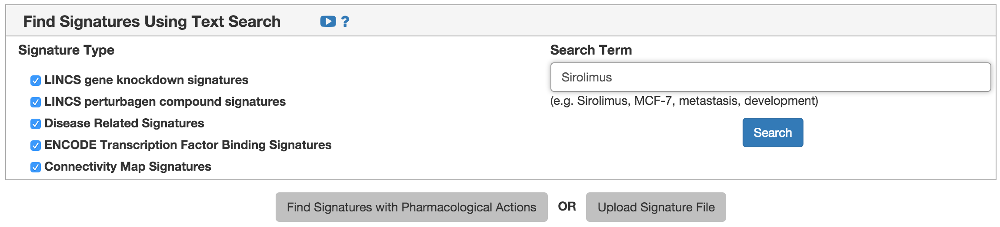 Find Signatures Using Text Search ?
Signature Type
LINCS gene knockdown signatures
LINCS perturbagen compound signatures
Disease Related Signatures
ENCODE Transcription Factor Binding Signatures
Connectivity Map Signatures
Search Term
Sirolimus
(e.g. Sirolimus, MCF-7, metastasis, development)
Search
Find Signatures with Pharmacological Actions OR Upload Signature File